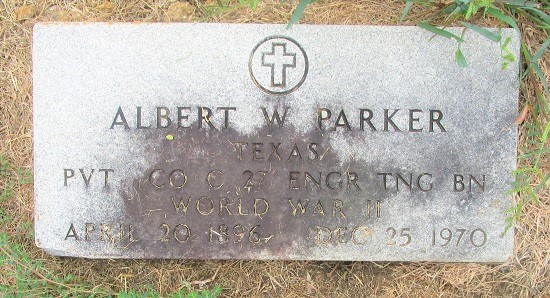 ALBERT W PARKER
TEXAS
PVT CO C 27 ENGR TNG BN
WORLD WAR II
APRIL 20 1896 DEC 25 1970